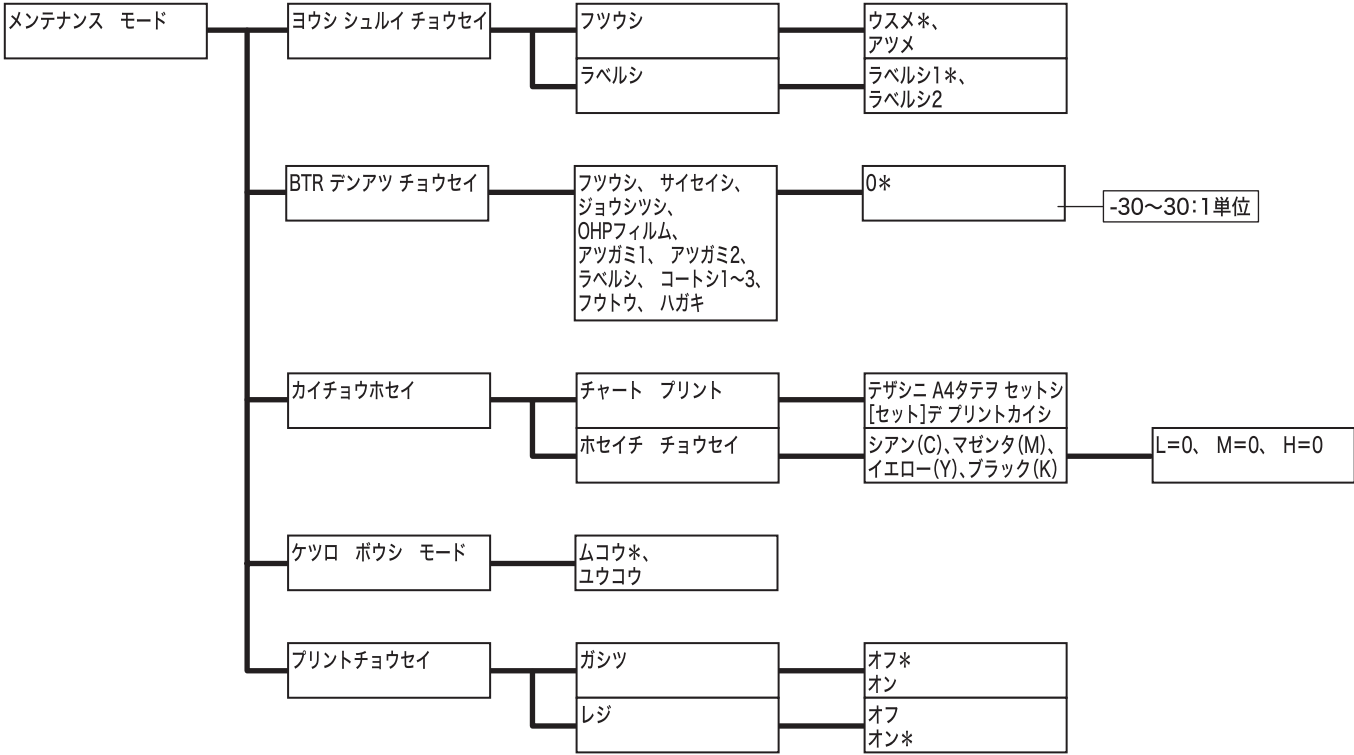 メンテナンス　モード
ヨウシ シュルイ チョウセイ
フツウシ
ウスメ＊、
アツメ
ラベルシ
ラベルシ1＊、
ラベルシ2
BTR デンアツ チョウセイ
フツウシ、 サイセイシ、
ジョウシツシ、
OHPフィルム、
アツガミ1、 アツガミ2、
ラベルシ、 コートシ1〜3、
フウトウ、 ハガキ
0＊
-30〜30：1単位
カイチョウホセイ
チャート　プリント
テザシニ A4タテヲ セットシ
[セット]デ プリントカイシ
ホセイチ　チョウセイ
シアン(C)、マゼンタ(M)、
イエロー(Y)、ブラック(K)
L=0、 M=0、 H=0
ケツロ　ボウシ　モード
ムコウ＊、
ユウコウ
プリントチョウセイ
ガシツ
オフ＊
オン
レジ
オフ
オン＊